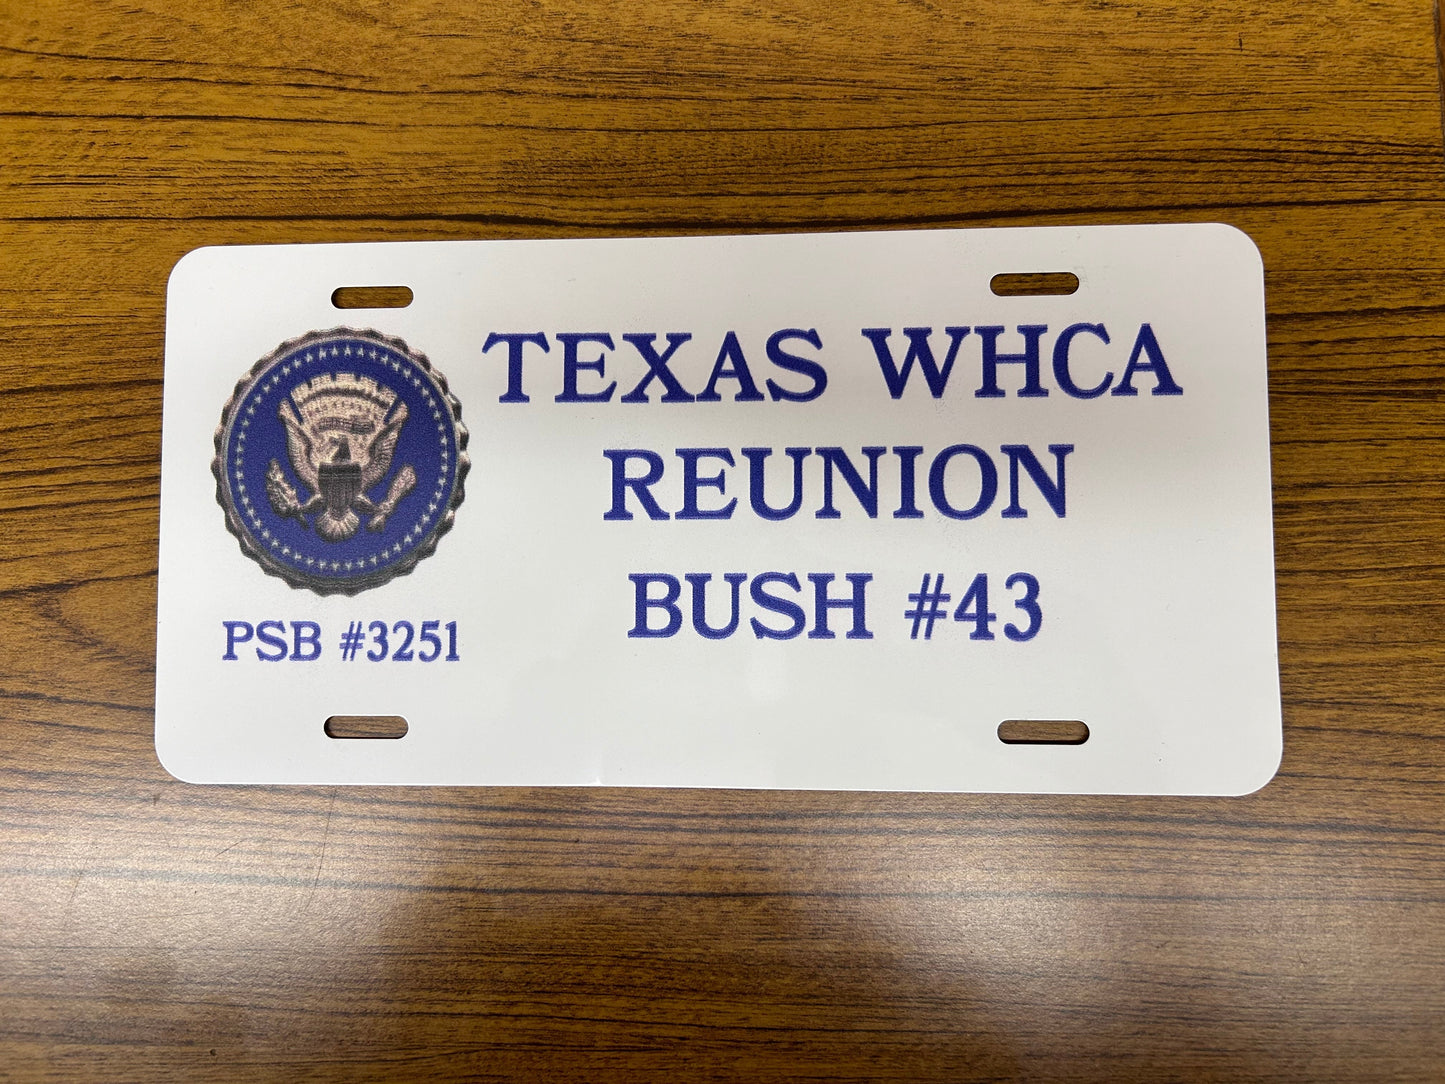 TEXAS WHCA
REUNION
BUSH #43
PSB #3251